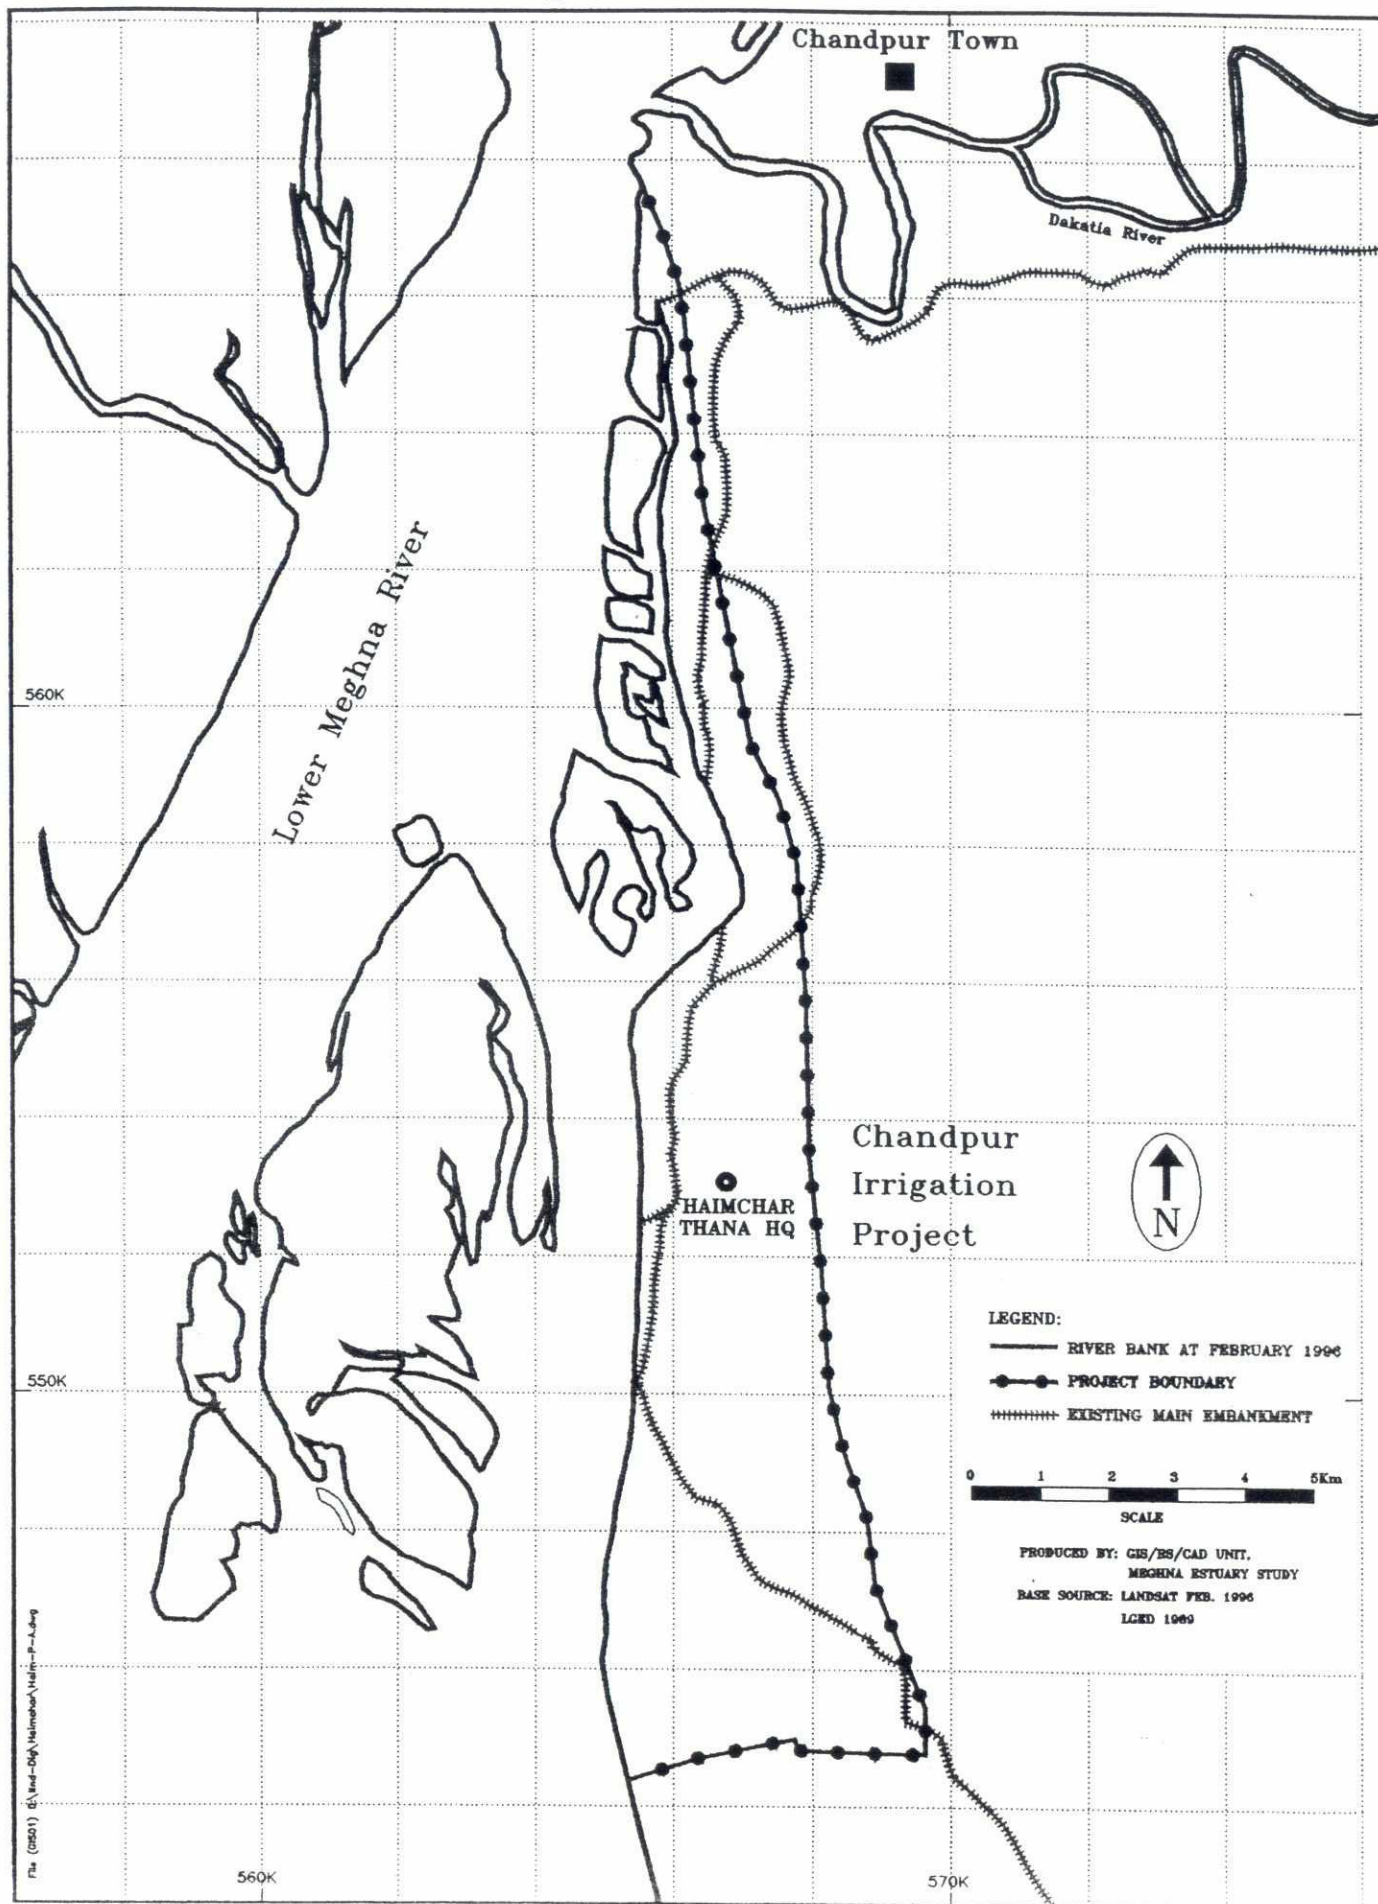 Chandpur Town
Dakatia River
Lower Meghna River
560K
Chandpur
Irrigation
Project
HAIMCHAR
THANA HQ
N
LEGEND:
RIVER BANK AT FEBRUARY 1996
PROJECT BOUNDARY
EXISTING MAIN EMBANKMENT
550K
0 1 2 3 4 5Km
SCALE
PRODUCED BY: GIS/RS/CAD UNIT,
MEGHNA ESTUARY STUDY
BASE SOURCE: LANDSAT FEB. 1996
LGED 1989
560K
570K